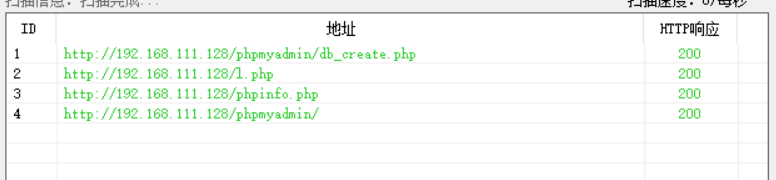 扫描信息: 扫描完成... 扫描速度: 0/每秒
ID 地址 HTTP响应
1 http://192.168.111.128/phpmyadmin/db_create.php 200
2 http://192.168.111.128/l.php 200
3 http://192.168.111.128/phpinfo.php 200
4 http://192.168.111.128/phpmyadmin/ 200